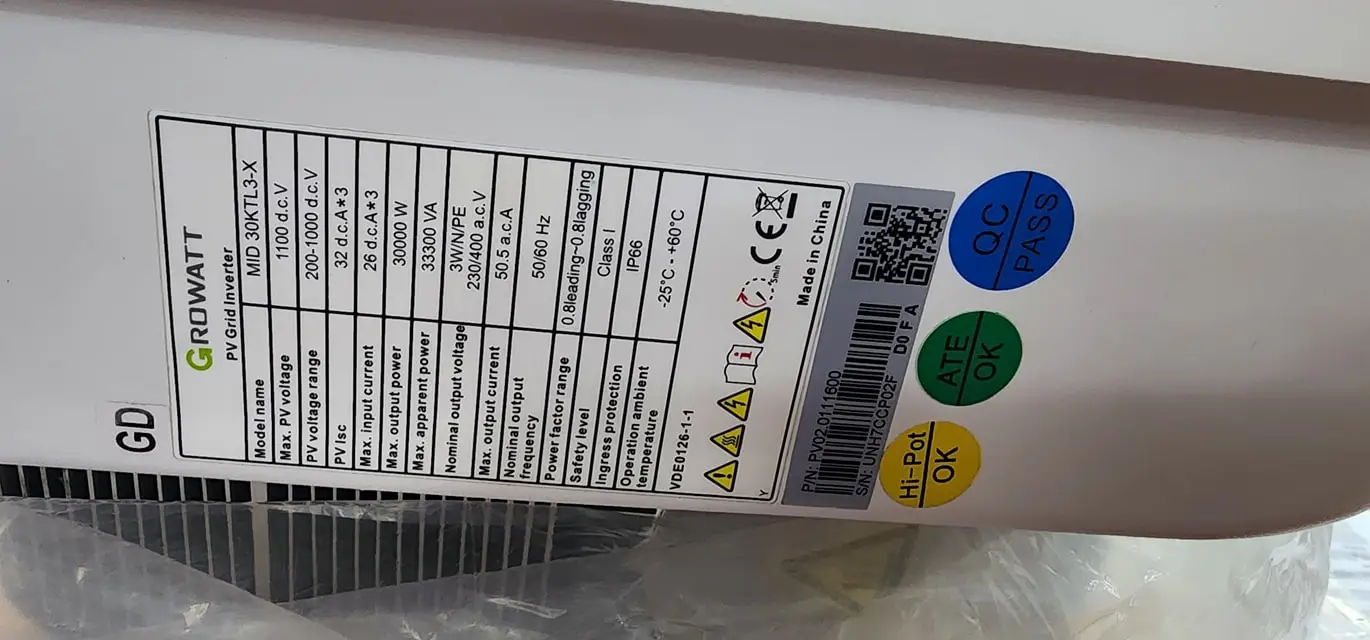 GD
GROWATT
PV Grid Inverter
Model name MID 30KTL3-X
Max. PV voltage 1100 d.c.V
PV voltage range 200-1000 d.c.V
PV Isc 32 d.c.A*3
Max. input current 26 d.c.A*3
Max. output power 30000 W
Max. apparent power 33300 VA
Nominal output voltage 3W/N/PE
230/400 a.c.V
Max. output current 50.5 a.c.A
Nominal output
frequency 50/60 Hz
Power factor range 0.8leading~0.8lagging
Safety level Class I
Ingress protection IP66
Operation ambient
temperature -25°C - +60°C
VDE0126-1-1
5min
CE
Made in China
Y
P/N: PV02.0111600
S/N: UNH7CCP02F D0 F A
Hi-Pot
OK
ATE
OK
QC
PASS